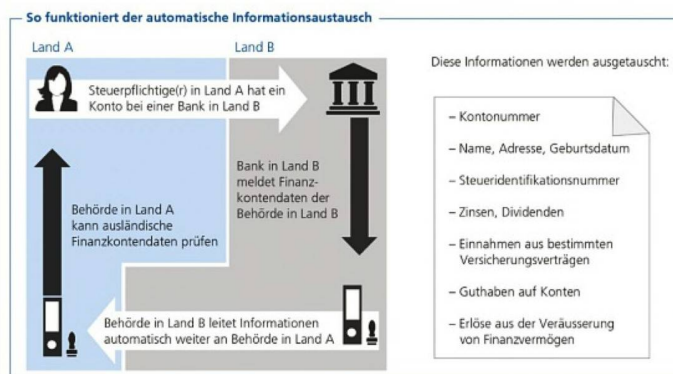 So funktioniert der automatische Informationsaustausch
Land A
Land B
Steuerpflichtige(r) in Land A hat ein
Konto bei einer Bank in Land B
Bank in Land B
meldet Finanz-
kontendaten der
Behörde in Land B
Behörde in Land A
kann ausländische
Finanzkontendaten prüfen
Behörde in Land B leitet Informationen
automatisch weiter an Behörde in Land A
Diese Informationen werden ausgetauscht:
– Kontonummer
– Name, Adresse, Geburtsdatum
– Steueridentifikationsnummer
– Zinsen, Dividenden
– Einnahmen aus bestimmten
Versicherungsverträgen
– Guthaben auf Konten
– Erlöse aus der Veräusserung
von Finanzvermögen